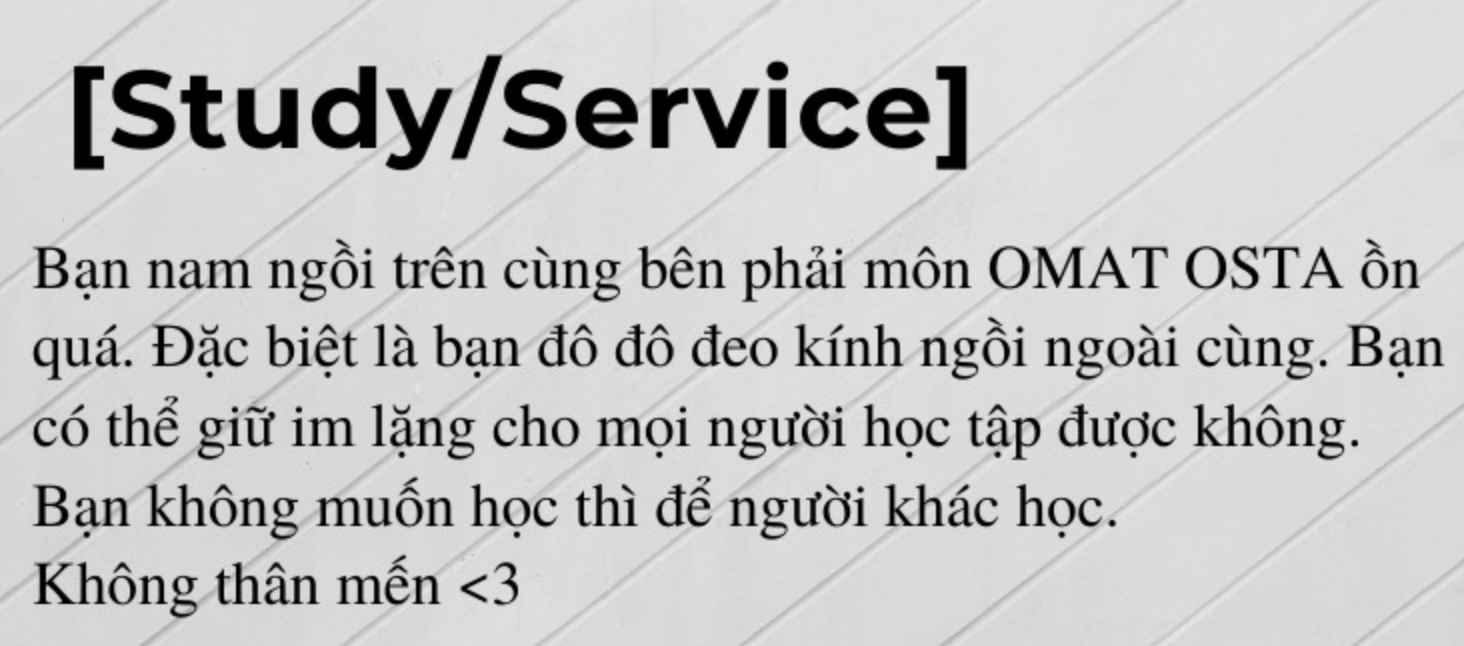 [Study/Service]
Bạn nam ngồi trên cùng bên phải môn OMAT OSTA ồn
quá. Đặc biệt là bạn đô đô đeo kính ngồi ngoài cùng. Bạn
có thể giữ im lặng cho mọi người học tập được không.
Bạn không muốn học thì để người khác học.
Không thân mến <3